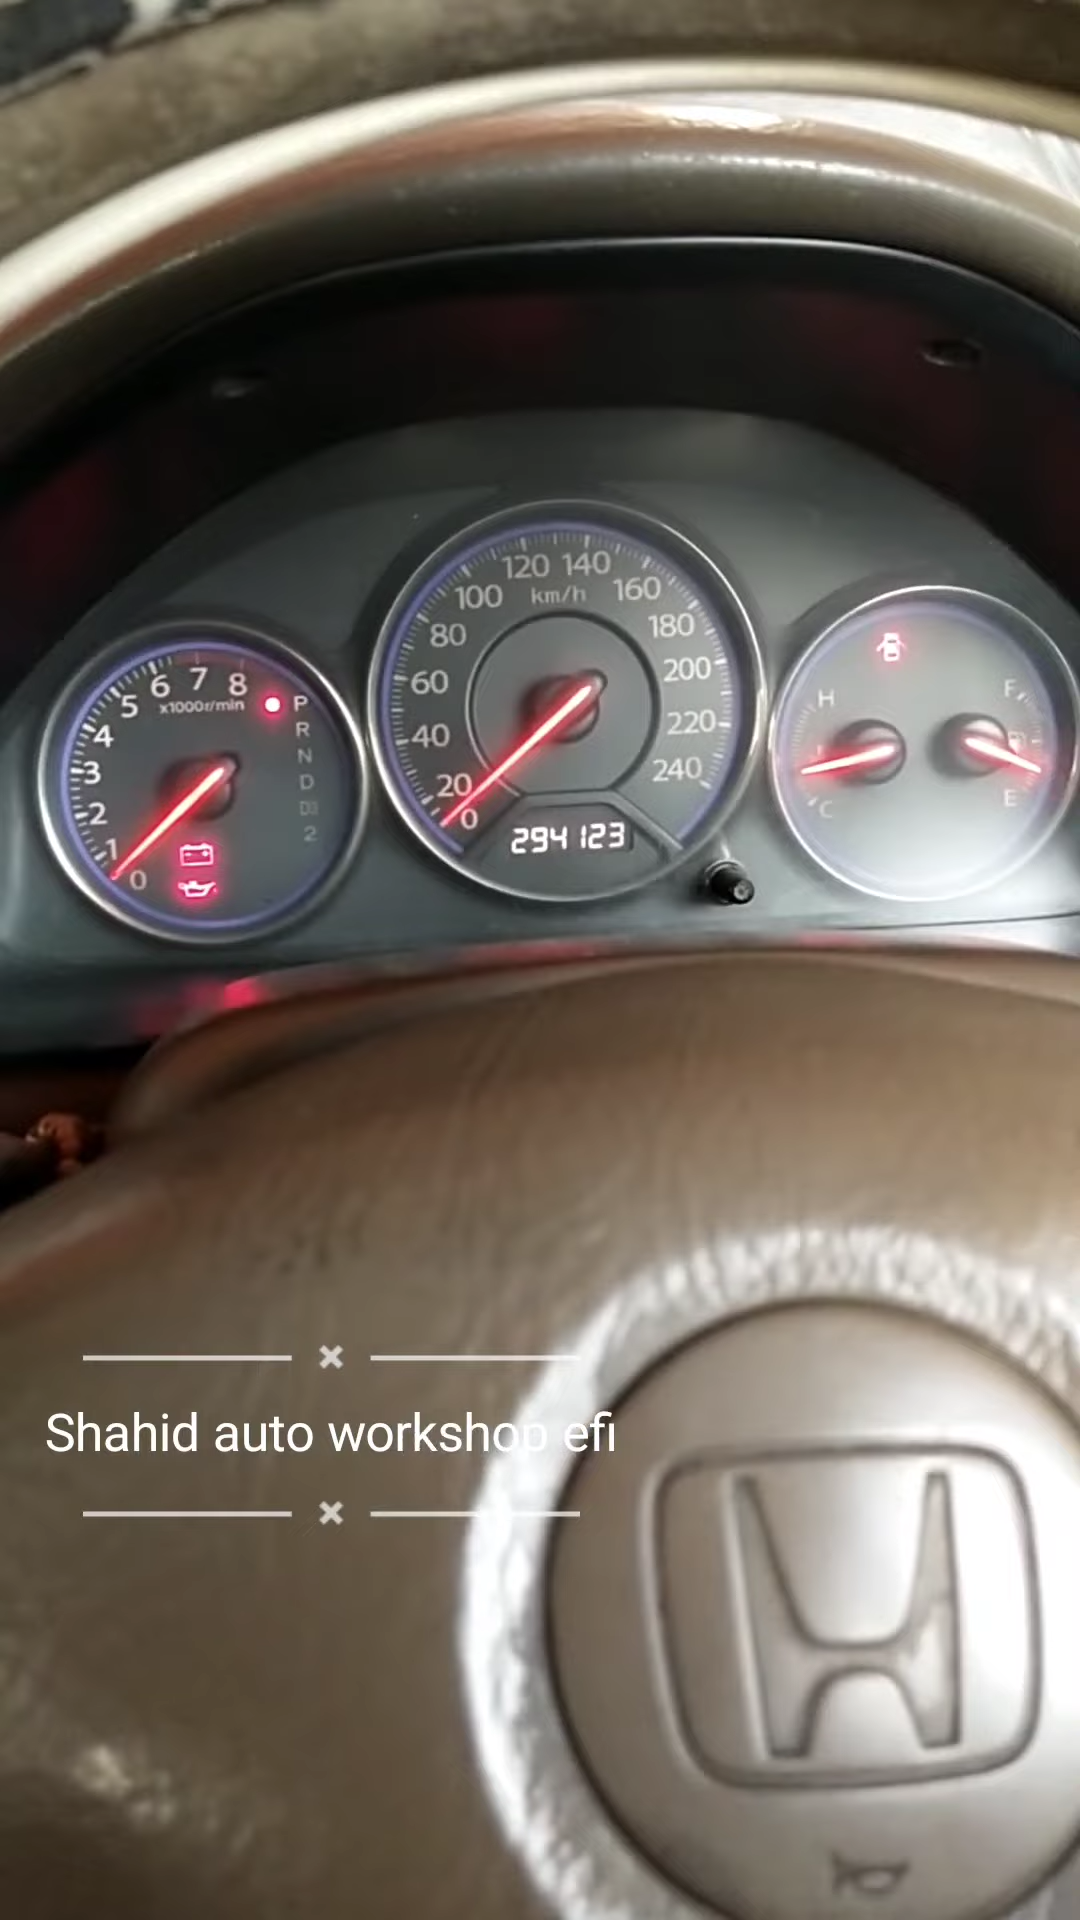 120 140
100 km/h 160
80 180
60 200
40 220
20 240
0
294123
5 6 7 8
x1000r/min
4
3
2
1
0
P
R
N
D
D3
2
H
C
F
E
Shahid auto workshop efi